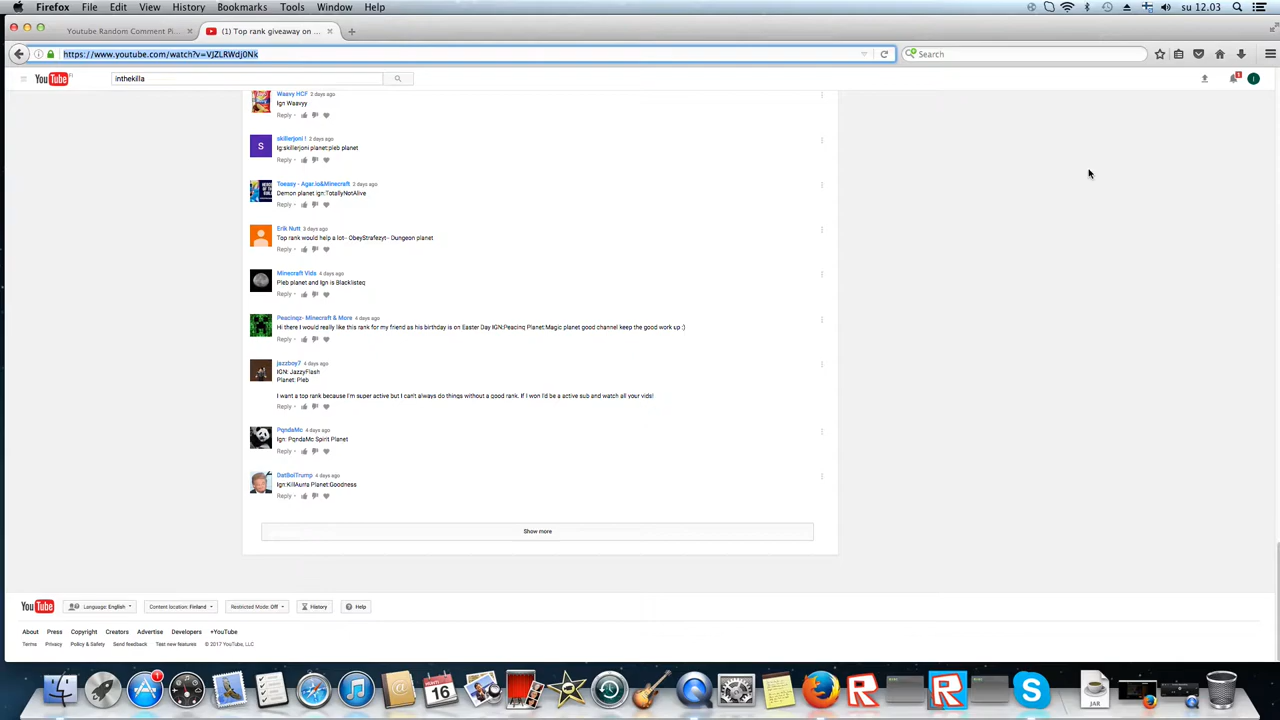 Firefox File Edit View History Bookmarks Tools Window Help su 12.03
Youtube Random Comment Pi... (1) Top rank giveaway on ...
https://www.youtube.com/watch?v=VJZLRWdj0Nk Search
YouTube FI inthekilla
Waavy HCF 2 days ago
Ign Waavyy
Reply
skillerjoni ! 2 days ago
Ig:skillerjoni planet:pleb planet
Reply
Toeasy - Agar.io&Minecraft 2 days ago
Demon planet Ign:TotallyNotAlive
Reply
Erik Nutt 3 days ago
Top rank would help a lot - ObeyStrafezyt - Dungeon planet
Reply
Minecraft Vids 4 days ago
Pleb planet and Ign is Blacklisteq
Reply
Peacinqz- Minecraft & More 4 days ago
Hi there I would really like this rank for my friend as his birthday is on Easter Day IGN:Peacinq Planet:Magic planet good channel keep the good work up :)
Reply
jazzboy7 4 days ago
IGN: JazzyFlash
Planet: Pleb
I want a top rank because I'm super active but I can't always do things without a good rank. If I won I'd be a active sub and watch all your vids!
Reply
PqndaMc 4 days ago
Ign: PqndaMc Spirit Planet
Reply
DatBoiTrump 4 days ago
Ign:KillAurra Planet:Goodness
Reply
Show more
YouTube Language: English Content location: Finland Restricted Mode: Off History Help
About Press Copyright Creators Advertise Developers +YouTube
Terms Privacy Policy & Safety Send feedback Test new features © 2017 YouTube, LLC
16
JAR